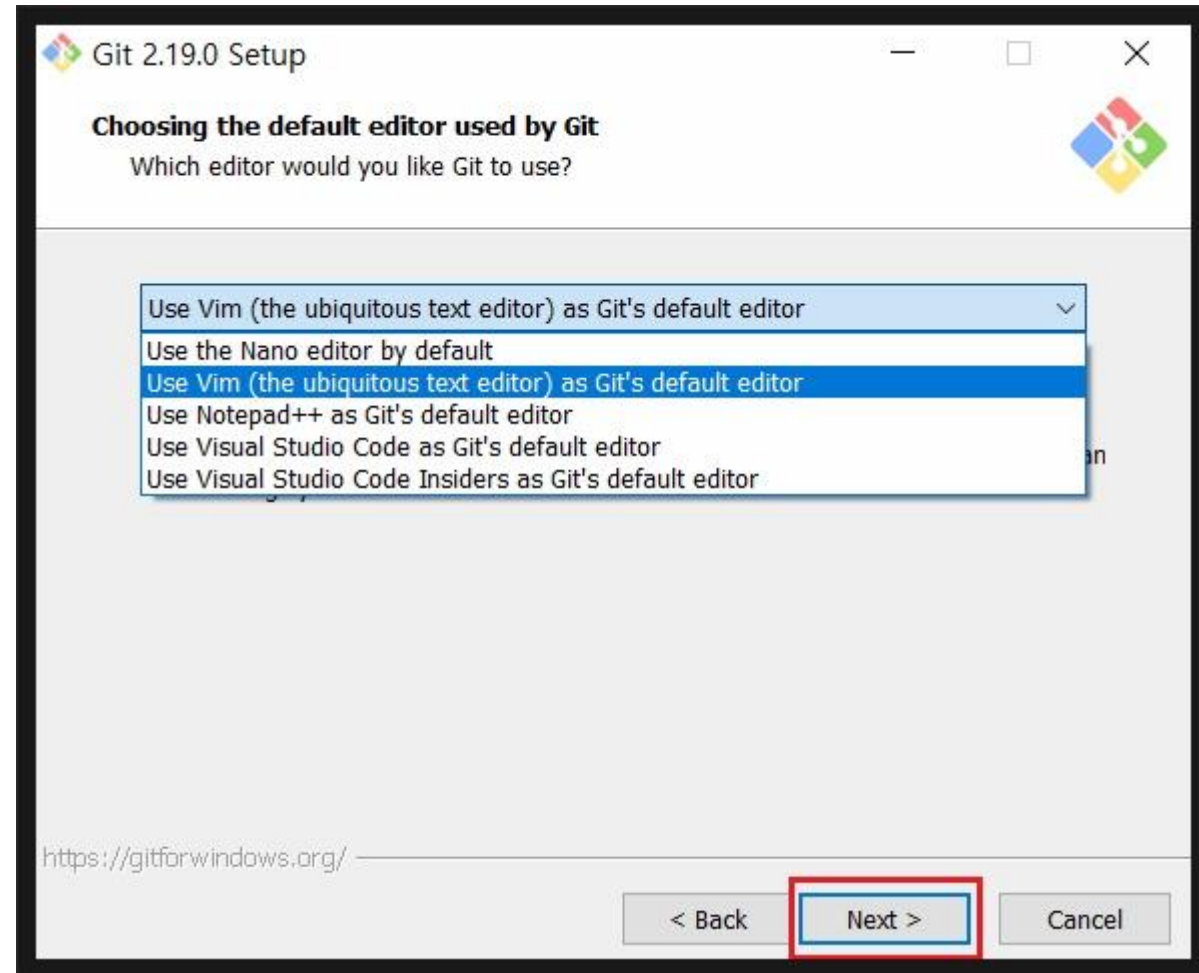 Git 2.19.0 Setup
Choosing the default editor used by Git
Which editor would you like Git to use?
Use Vim (the ubiquitous text editor) as Git's default editor
Use the Nano editor by default
Use Vim (the ubiquitous text editor) as Git's default editor
Use Notepad++ as Git's default editor
Use Visual Studio Code as Git's default editor
an
Use Visual Studio Code Insiders as Git's default editor
https://gitforwindows.org/
< Back
Next >
Cancel